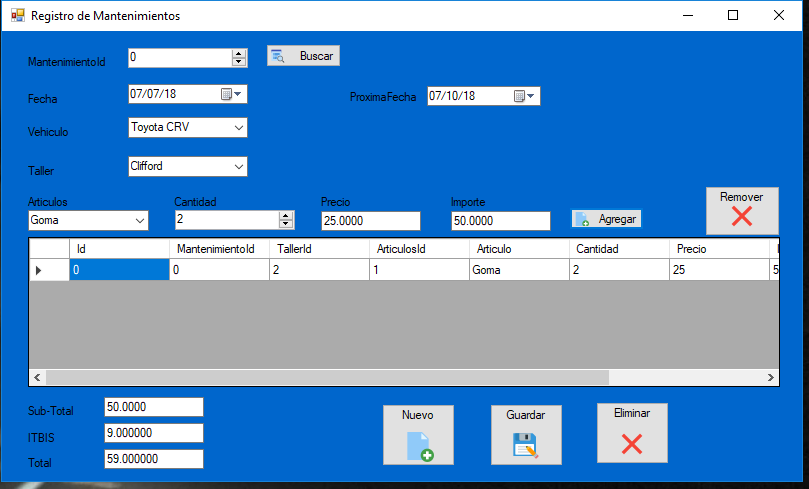 Registro de Mantenimientos
MantenimientoId 0 Buscar
Fecha 07/07/18 ProximaFecha 07/10/18
Vehiculo Toyota CRV
Taller Clifford
Remover
Articulos Cantidad Precio Importe
Goma 2 25.0000 50.0000 Agregar
Id MantenimientoId TallerId ArticulosId Articulo Cantidad Precio
0 0 2 1 Goma 2 25 5
Sub-Total 50.0000
ITBIS 9.000000
Total 59.000000
Nuevo Guardar Eliminar